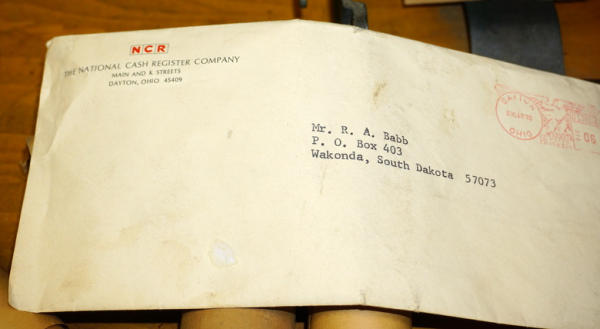 NCR
THE NATIONAL CASH REGISTER COMPANY
MAIN AND K STREETS
DAYTON, OHIO 45409
Mr. R. A. Babb
P. O. Box 403
Wakonda, South Dakota 57073
DAYTON
OHIO
06